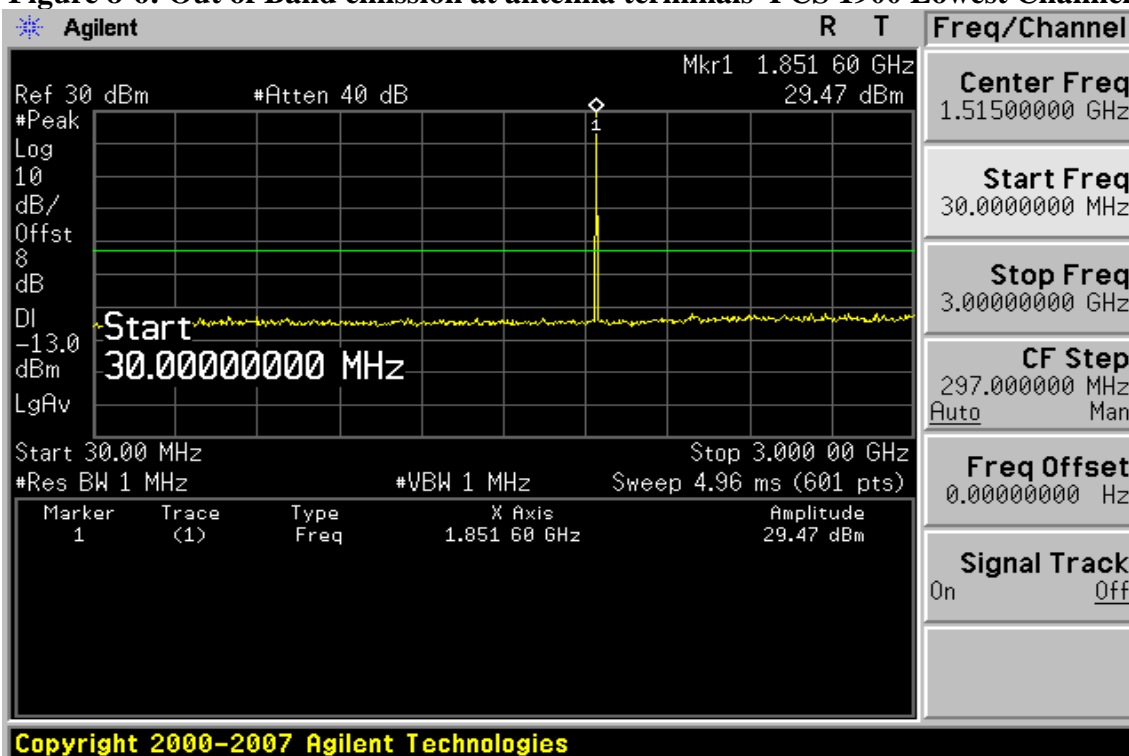 Figure 8-6: Out of Band emission at antenna terminals–PCS 1900 Lowest Channel
Agilent R T
Freq/Channel
Mkr1 1.851 60 GHz
Ref 30 dBm #Atten 40 dB 29.47 dBm
#Peak
Log
10
dB/
Offst
8
dB
DI
-13.0
dBm
LgAv
1
Start
30.00000000 MHz
Start 30.00 MHz Stop 3.000 00 GHz
#Res BW 1 MHz #VBW 1 MHz Sweep 4.96 ms (601 pts)
Marker Trace Type X Axis Amplitude
1 (1) Freq 1.851 60 GHz 29.47 dBm
Center Freq
1.51500000 GHz
Start Freq
30.0000000 MHz
Stop Freq
3.00000000 GHz
CF Step
297.000000 MHz
Auto Man
Freq Offset
0.00000000 Hz
Signal Track
On Off
Copyright 2000-2007 Agilent Technologies